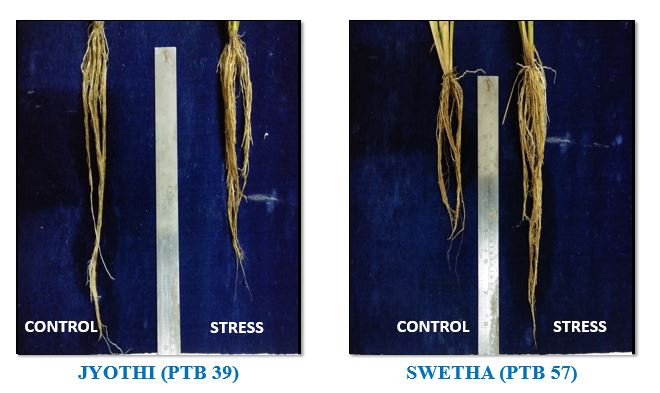 CONTROL
STRESS
CONTROL
STRESS
JYOTHI (PTB 39)
SWETHA (PTB 57)